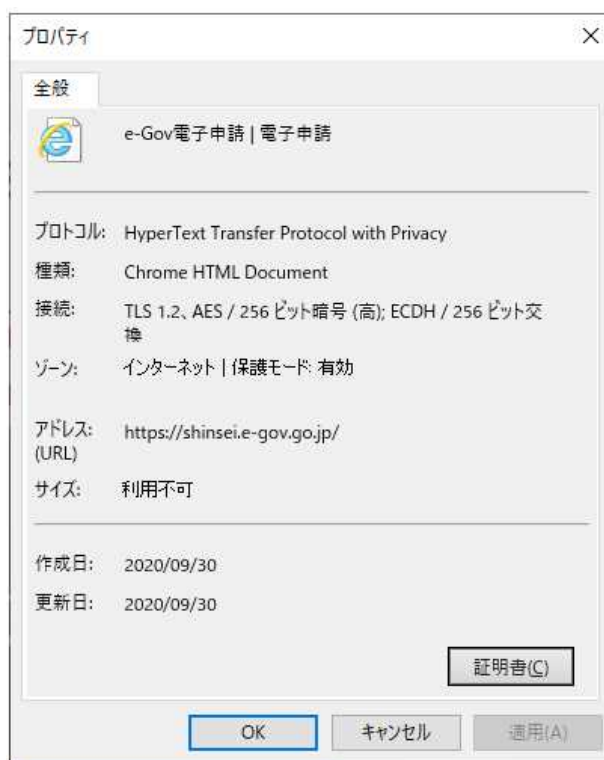 プロパティ
全般
e-Gov電子申請 | 電子申請
プロトコル: HyperText Transfer Protocol with Privacy
種類: Chrome HTML Document
接続: TLS 1.2、AES / 256 ビット暗号 (高); ECDH / 256 ビット交
換
ゾーン: インターネット | 保護モード: 有効
アドレス: https://shinsei.e-gov.go.jp/
(URL)
サイズ: 利用不可
作成日: 2020/09/30
更新日: 2020/09/30
証明書(C)
OK キャンセル 適用(A)